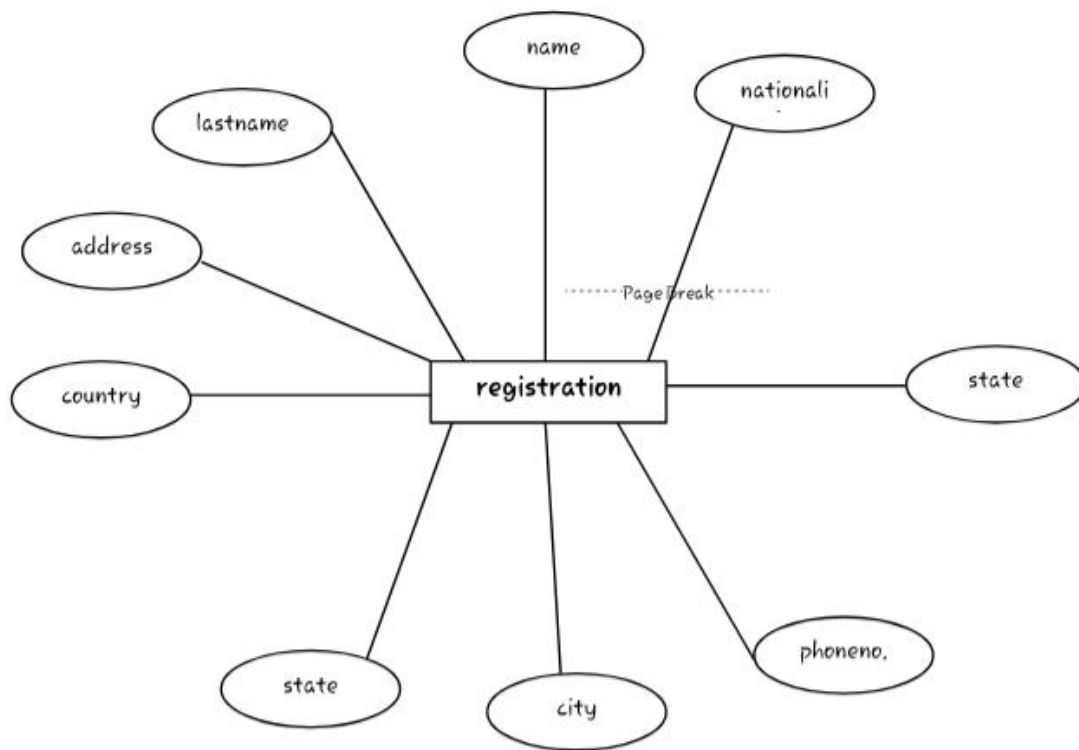 name
nationali
lastname
address
Page Break
country
registration
state
state
city
phoneno.